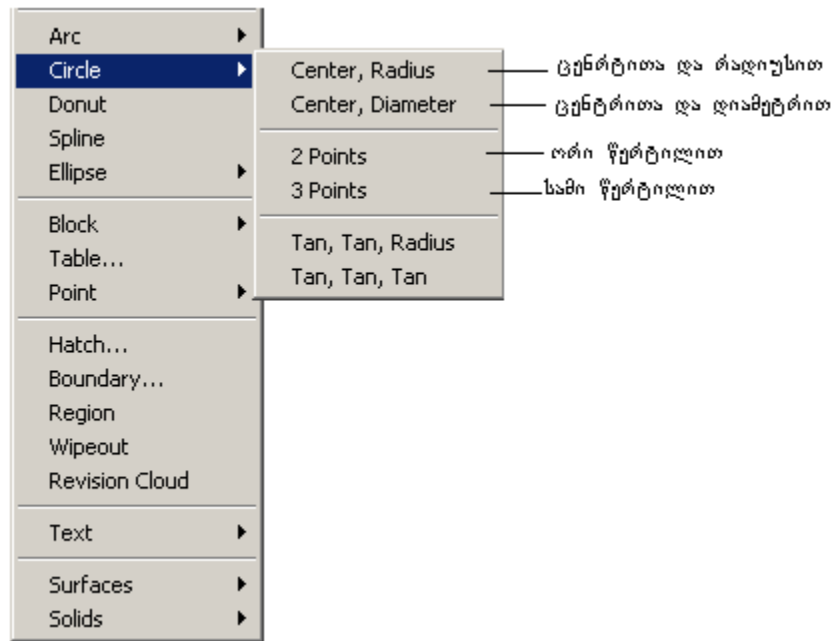 Arc
Circle
Donut
Spline
Ellipse
Block
Table...
Point
Hatch...
Boundary...
Region
Wipeout
Revision Cloud
Text
Surfaces
Solids
Center, Radius
Center, Diameter
2 Points
3 Points
Tan, Tan, Radius
Tan, Tan, Tan
ცენრტითა და რადიუსით
ცენტრითა და დიამეტრით
ორი წერტილით
სამი წერტილით